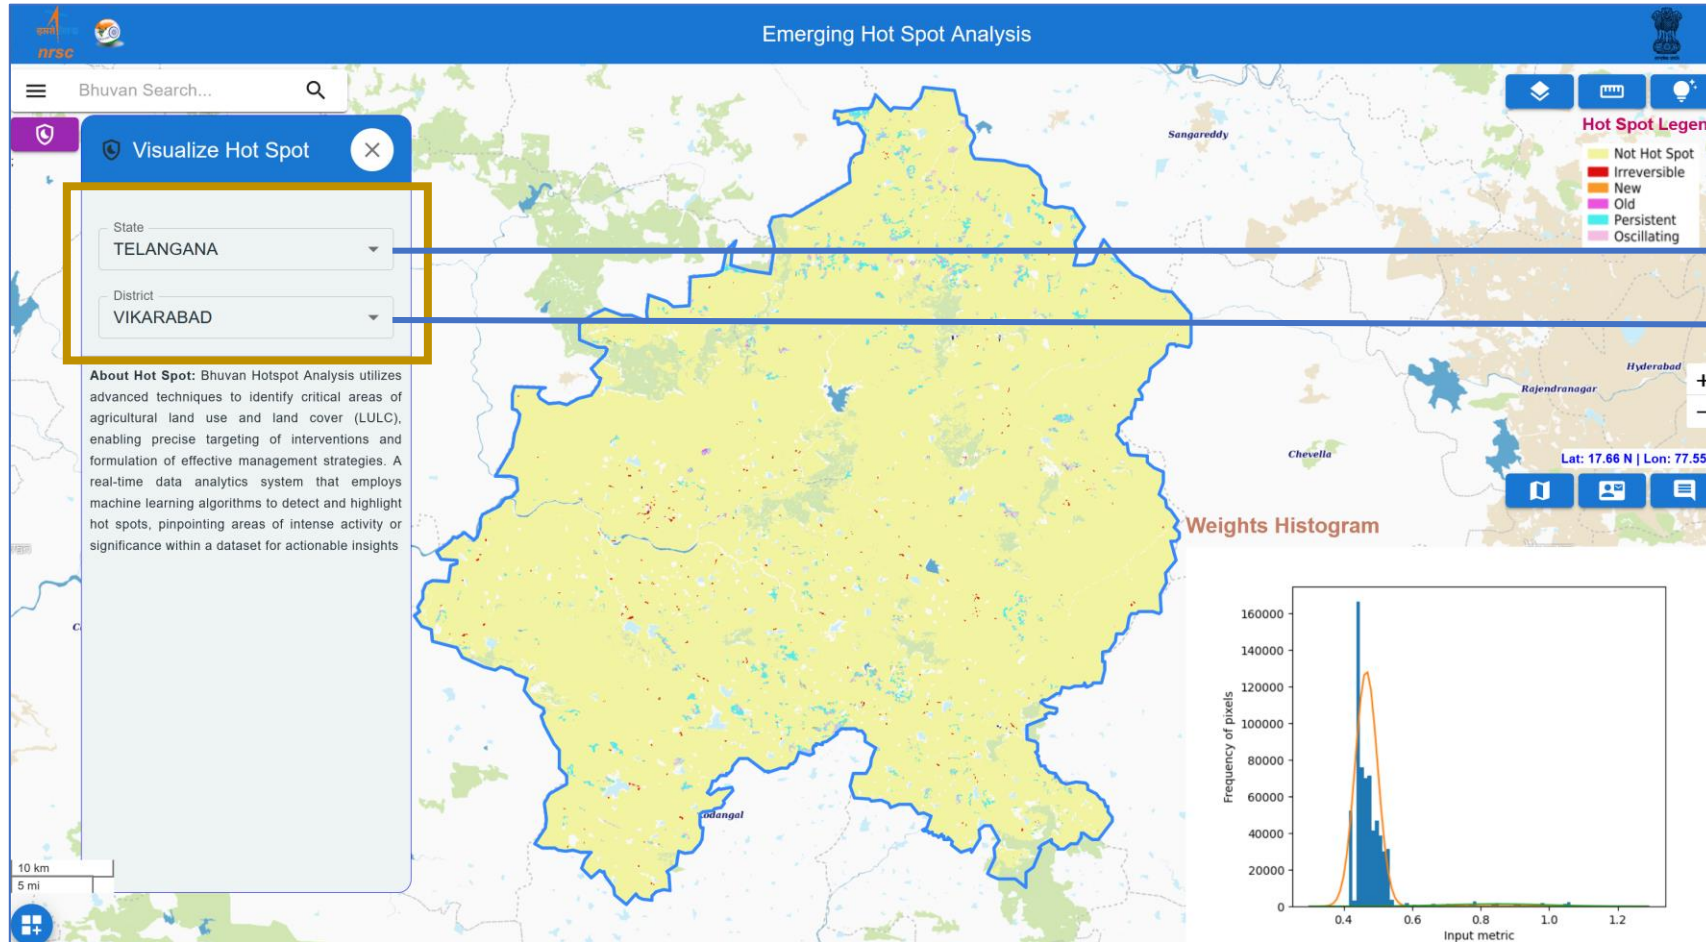 nrsc
Emerging Hot Spot Analysis
Bhuvan Search...
Visualize Hot Spot
State
TELANGANA
District
VIKARABAD
About Hot Spot: Bhuvan Hotspot Analysis utilizes
advanced techniques to identify critical areas of
agricultural land use and land cover (LULC),
enabling precise targeting of interventions and
formulation of effective management strategies. A
real-time data analytics system that employs
machine learning algorithms to detect and highlight
hot spots, pinpointing areas of intense activity or
significance within a dataset for actionable insights
10 km
5 mi
Sangareddy
Hyderabad
Rajendranagar
Chevella
odangal
Hot Spot Legen
Not Hot Spot
Irreversible
New
Old
Persistent
Oscillating
+
−
Lat: 17.66 N | Lon: 77.55
Weights Histogram
Frequency of pixels
160000
140000
120000
100000
80000
60000
40000
20000
0
0.4 0.6 0.8 1.0 1.2
Input metric